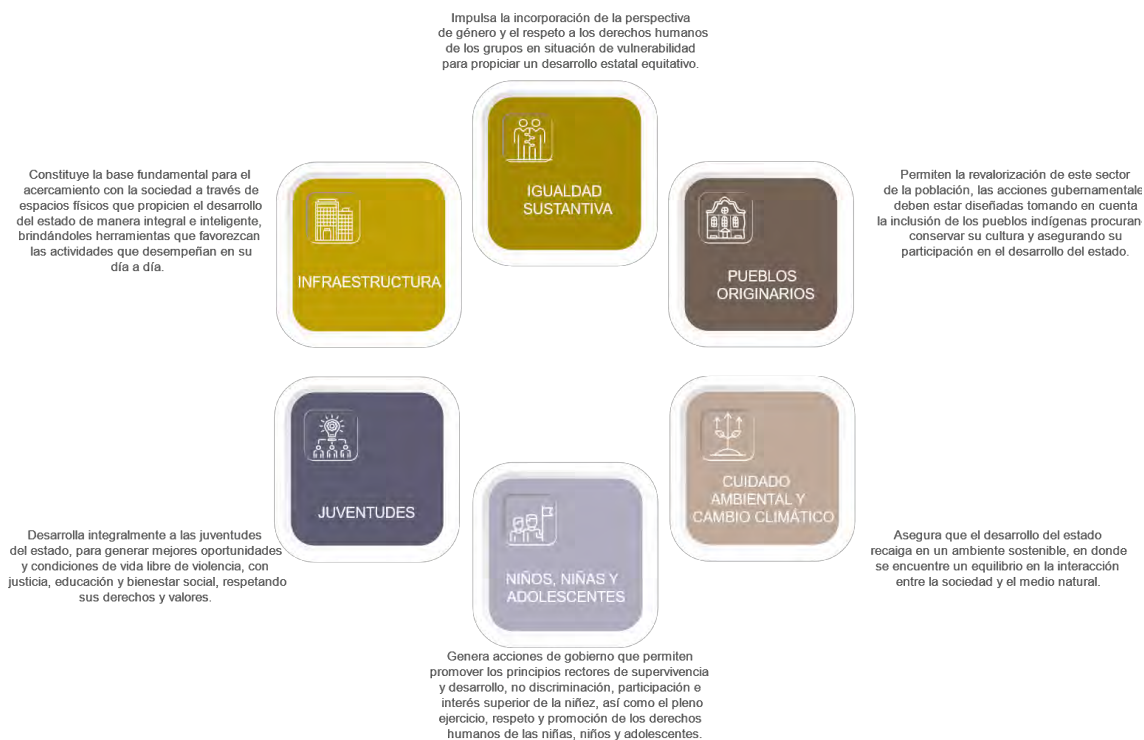 Impulsa la incorporación de la perspectiva
de género y el respeto a los derechos humanos
de los grupos en situación de vulnerabilidad
para propiciar un desarrollo estatal equitativo.
IGUALDAD
SUSTANTIVA
Constituye la base fundamental para el
acercamiento con la sociedad a través de
espacios físicos que propicien el desarrollo
del estado de manera integral e inteligente,
brindándoles herramientas que favorezcan
las actividades que desempeñan en su
día a día.
INFRAESTRUCTURA
Permiten la revalorización de este sector
de la población, las acciones gubernamentale
deben estar diseñadas tomando en cuenta
la inclusión de los pueblos indígenas procuran
conservar su cultura y asegurando su
participación en el desarrollo del estado.
PUEBLOS
ORIGINARIOS
JUVENTUDES
Desarrolla integralmente a las juventudes
del estado, para generar mejores oportunidades
y condiciones de vida libre de violencia, con
justicia, educación y bienestar social, respetando
sus derechos y valores.
CUIDADO
AMBIENTAL Y
CAMBIO CLIMÁTICO
Asegura que el desarrollo del estado
recaiga en un ambiente sostenible, en donde
se encuentre un equilibrio en la interacción
entre la sociedad y el medio natural.
NIÑOS, NIÑAS Y
ADOLESCENTES
Genera acciones de gobierno que permiten
promover los principios rectores de supervivencia
y desarrollo, no discriminación, participación e
interés superior de la niñez, así como el pleno
ejercicio, respeto y promoción de los derechos
humanos de las niñas, niños y adolescentes.